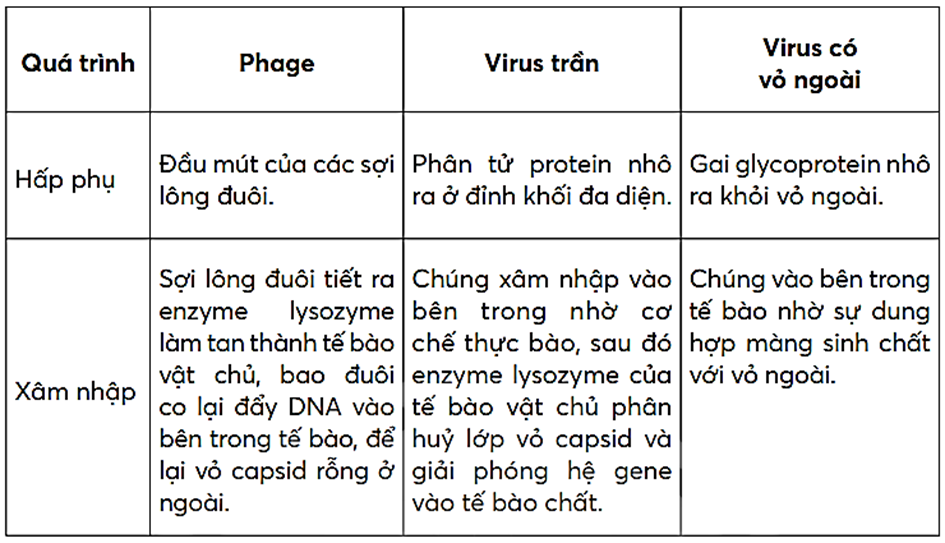 Quá trình
Phage
Virus trần
Virus có
vỏ ngoài
Hấp phụ
Đầu mút của các sợi
lông đuôi.
Phân tử protein nhô
ra ở đỉnh khối đa diện.
Gai glycoprotein nhô
ra khỏi vỏ ngoài.
Xâm nhập
Sợi lông đuôi tiết ra
enzyme lysozyme
làm tan thành tế bào
vật chủ, bao đuôi
co lại đẩy DNA vào
bên trong tế bào, để
lại vỏ capsid rỗng ở
ngoài.
Chúng xâm nhập vào
bên trong nhờ cơ
chế thực bào, sau đó
enzyme lysozyme của
tế bào vật chủ phân
huỷ lớp vỏ capsid và
giải phóng hệ gene
vào tế bào chất.
Chúng vào bên trong
tế bào nhờ sự dung
hợp màng sinh chất
với vỏ ngoài.